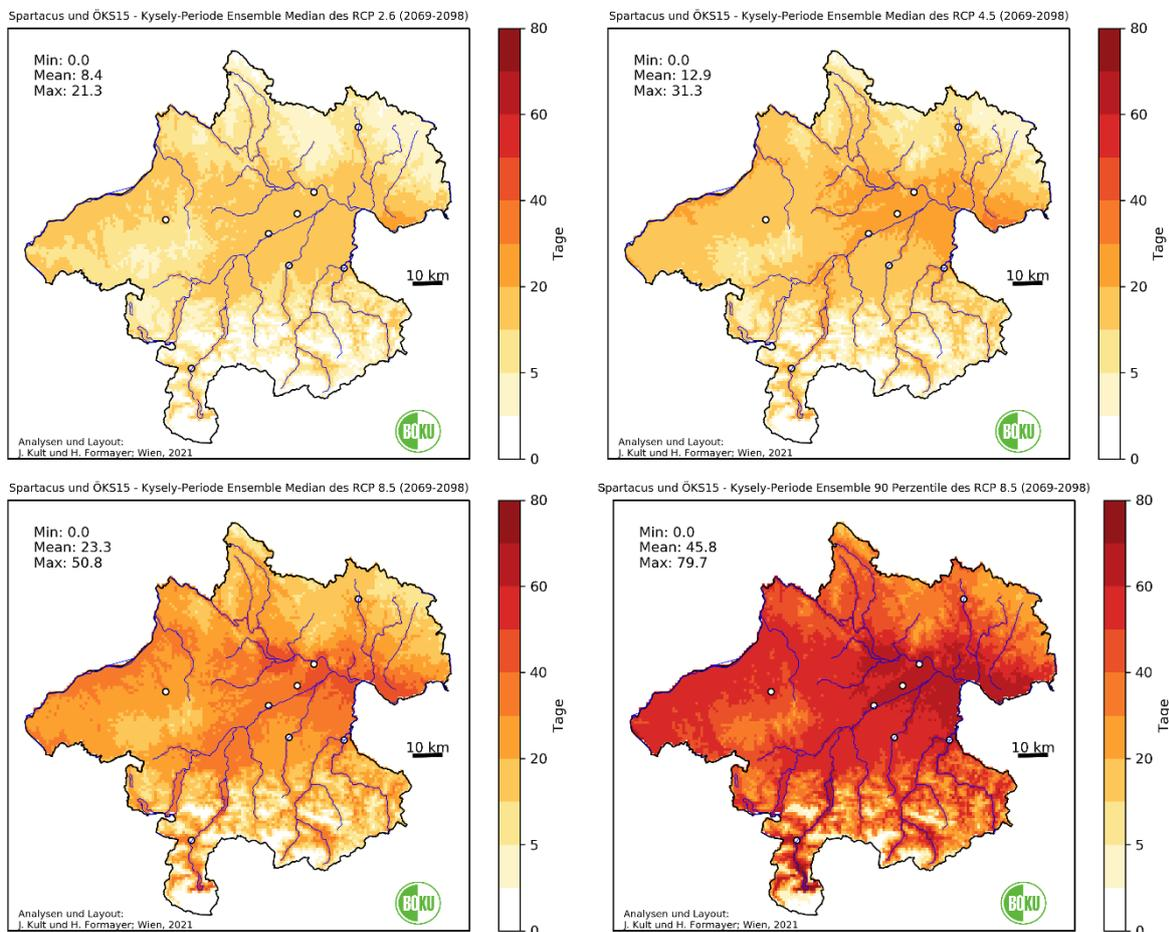 Spartacus und ÖKS15 - Kysely-Periode Ensemble Median des RCP 2.6 (2069-2098)
Min: 0.0
Mean: 8.4
Max: 21.3
10 km
BOKU
Analysen und Layout:
J. Kult und H. Formayer; Wien, 2021
80
60
40
20
5
0
Tage
Spartacus und ÖKS15 - Kysely-Periode Ensemble Median des RCP 4.5 (2069-2098)
Min: 0.0
Mean: 12.9
Max: 31.3
10 km
BOKU
Analysen und Layout:
J. Kult und H. Formayer; Wien, 2021
80
60
40
20
5
0
Tage
Spartacus und ÖKS15 - Kysely-Periode Ensemble Median des RCP 8.5 (2069-2098)
Min: 0.0
Mean: 23.3
Max: 50.8
10 km
BOKU
Analysen und Layout:
J. Kult und H. Formayer; Wien, 2021
80
60
40
20
5
0
Tage
Spartacus und ÖKS15 - Kysely-Periode Ensemble 90 Perzentile des RCP 8.5 (2069-2098)
Min: 0.0
Mean: 45.8
Max: 79.7
10 km
BOKU
Analysen und Layout:
J. Kult und H. Formayer; Wien, 2021
80
60
40
20
5
0
Tage